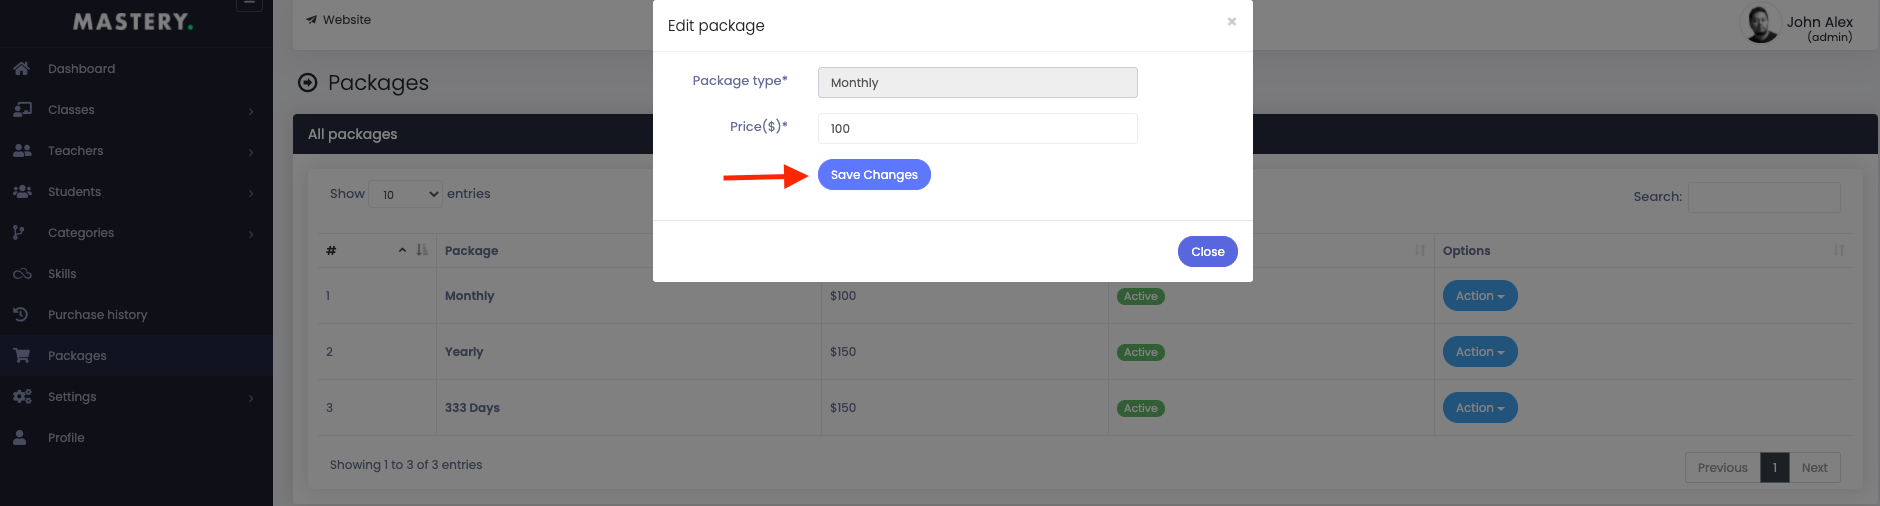 MASTERY.
Dashboard
Classes
Teachers
Students
Categories
Skills
Purchase history
Packages
Settings
Profile
Website
John Alex
(admin)
Packages
All packages
Show 10 entries
Search:
# Package Options
1 Monthly $100 Active Action
2 Yearly $150 Active Action
3 333 Days $150 Active Action
Showing 1 to 3 of 3 entries
Previous 1 Next
Edit package
×
Package type* Monthly
Price($)* 100
Save Changes
Close